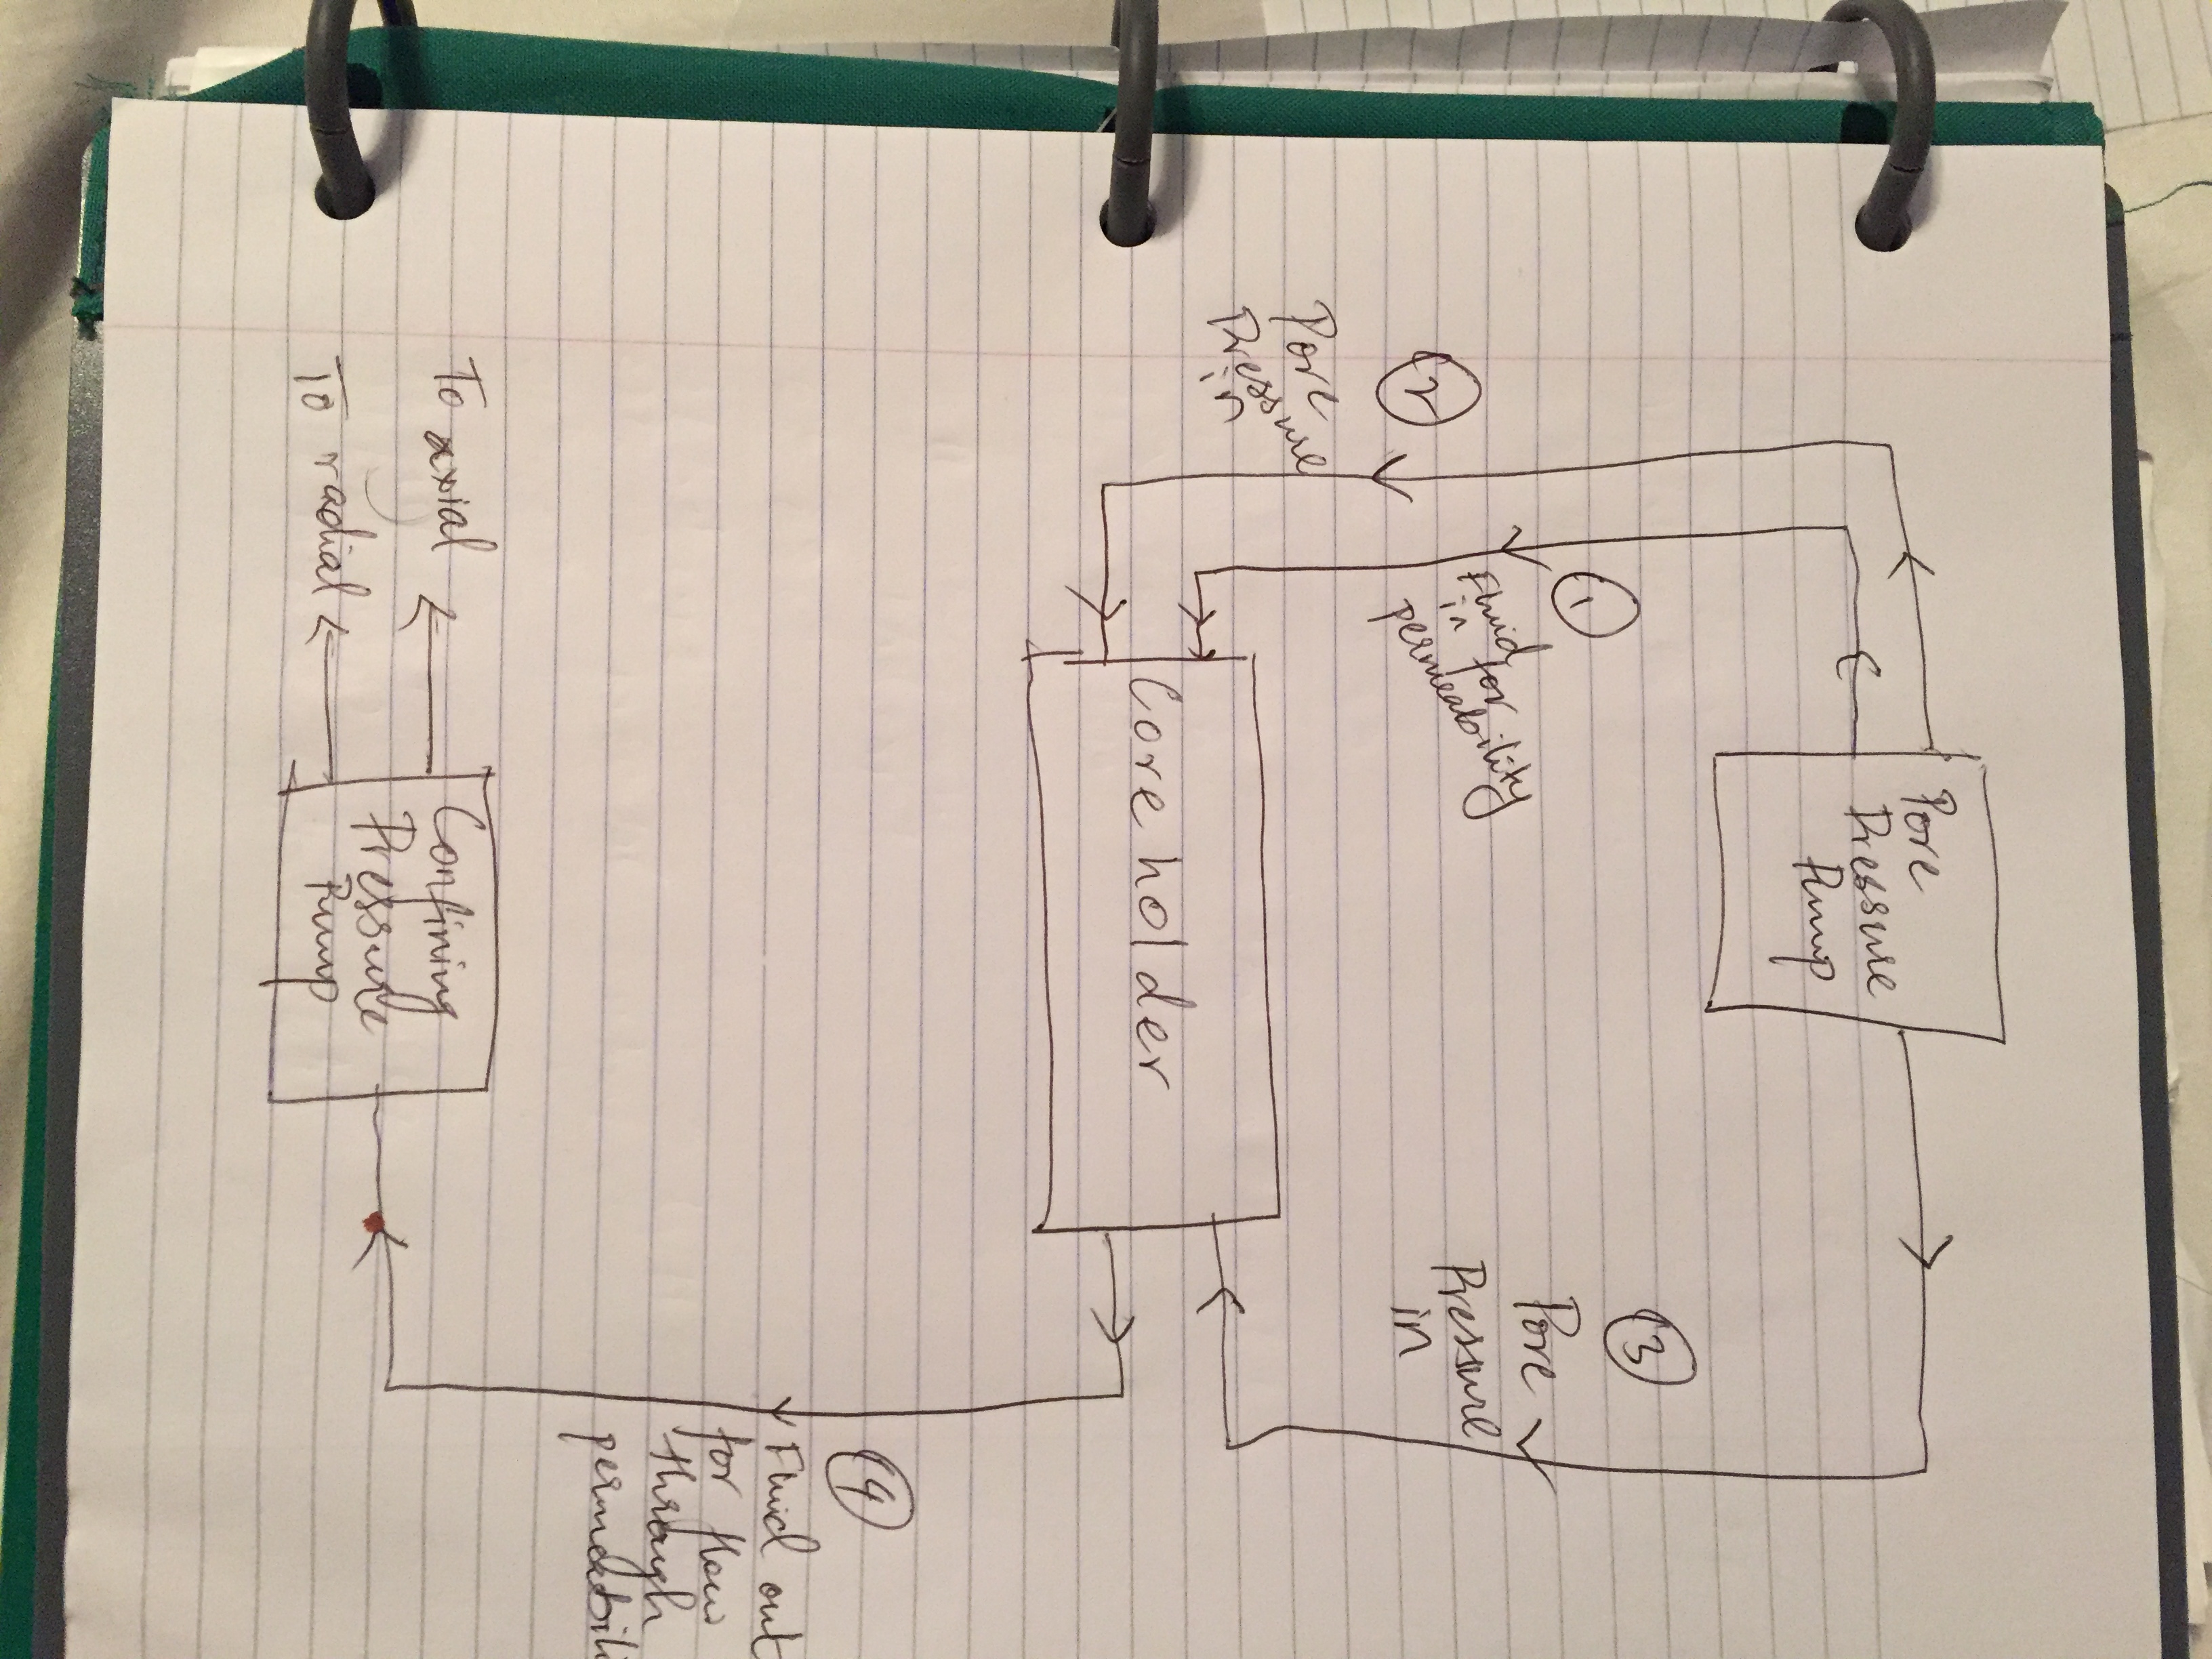 Pore
Pressure
Pump
1
Fluid
in for
permeability
2
Pore
Pressure
in
3
Pore
Pressure
in
Core holder
4
Fluid out
for flow
through
permeabili
To axial
To radial
Confining
Pressure
Pump